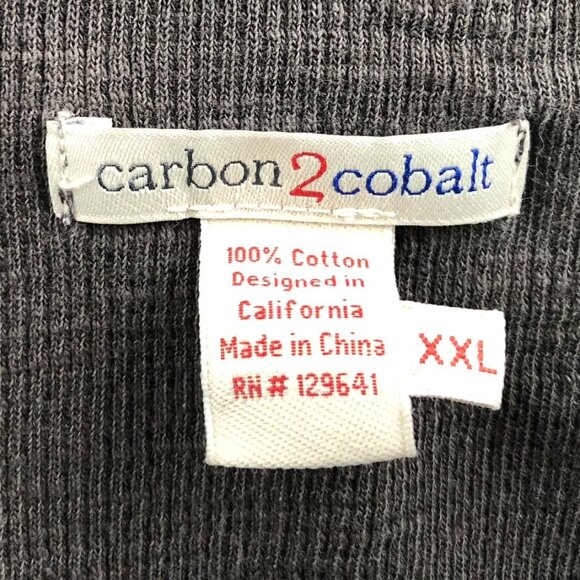 carbon2cobalt
100% Cotton
Designed in
California
Made in China
RN# 129641
XXL